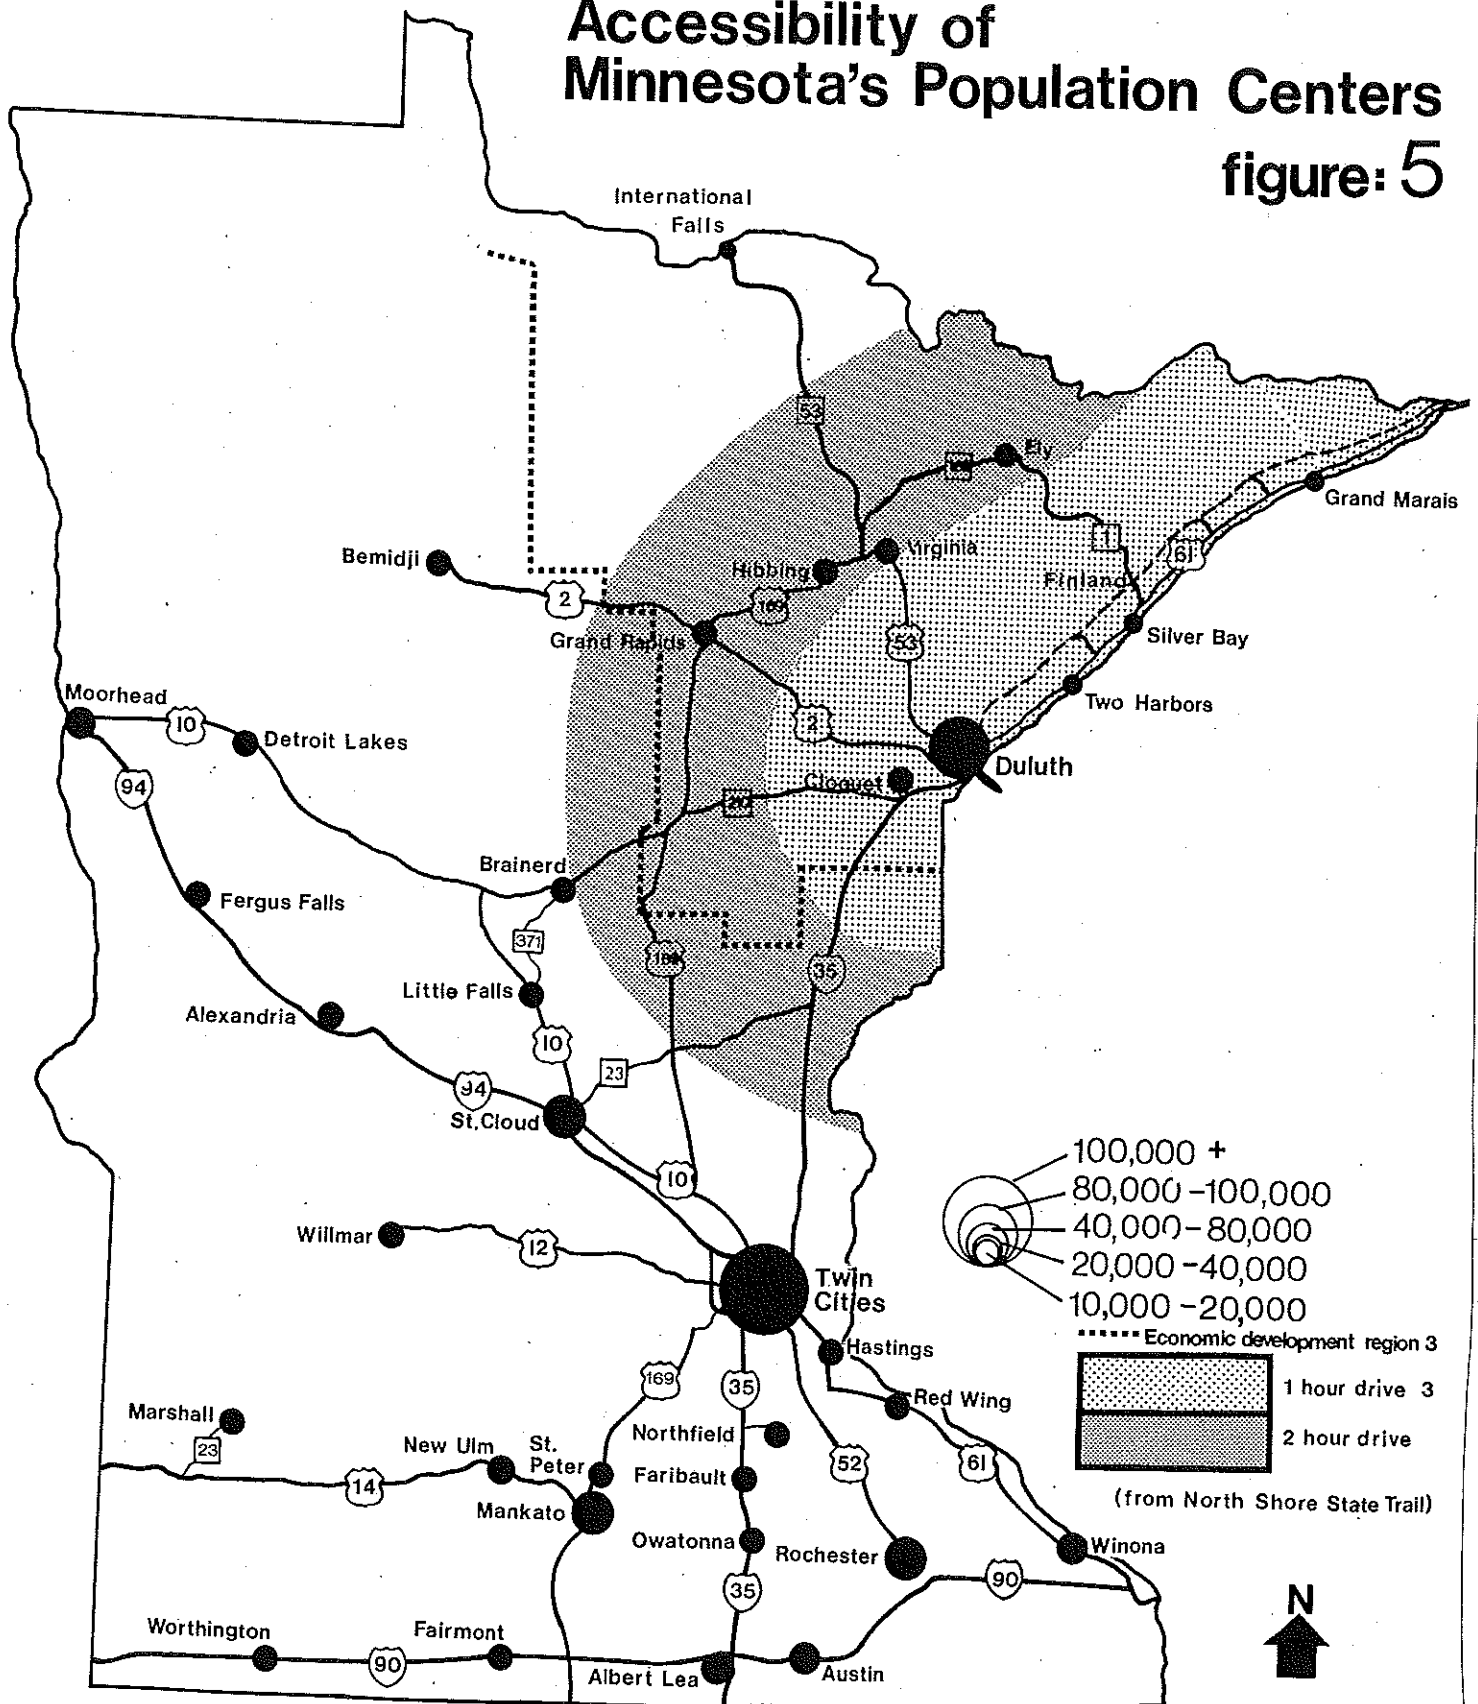 Accessibility of
Minnesota's Population Centers
figure: 5
International
Falls
53
Ely
Grand Marais
1
61
Bemidji
Hibbing
Virginia
Finland
2
169
Grand Rapids
53
Silver Bay
Two Harbors
Moorhead
10
Detroit Lakes
2
Duluth
94
Cloquet
210
Brainerd
Fergus Falls
371
35
Little Falls
Alexandria
10
23
94
St. Cloud
10
Willmar
12
Twin
Cities
100,000 +
80,000 - 100,000
40,000 - 80,000
20,000 - 40,000
10,000 - 20,000
Economic development region 3
1 hour drive 3
2 hour drive
(from North Shore State Trail)
Hastings
169
35
Red Wing
Marshall
23
Northfield
New Ulm
St.
Peter
Faribault
52
61
14
Mankato
Owatonna
Rochester
Winona
35
90
N
Worthington
Fairmont
90
Albert Lea
Austin